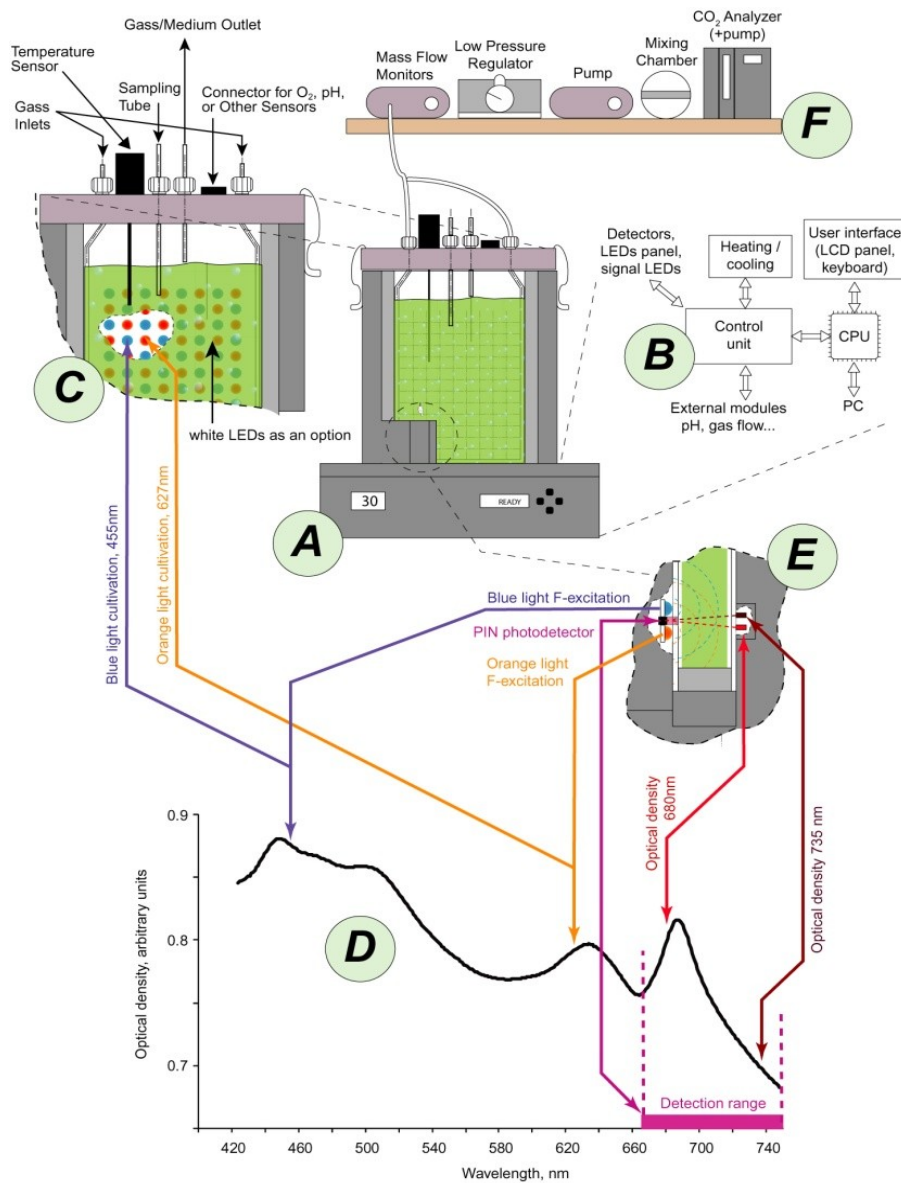 Gass/Medium Outlet
Temperature
Sensor
Sampling
Tube
Connector for O₂, pH,
or Other Sensors
Gass
Inlets
Mass Flow
Monitors
Low Pressure
Regulator
Pump
Mixing
Chamber
CO₂ Analyzer
(+pump)
F
Detectors,
LEDs panel,
signal LEDs
Heating /
cooling
User interface
(LCD panel,
keyboard)
Control
unit
CPU
B
External modules
pH, gas flow...
PC
C
white LEDs as an option
30
READY
A
E
Blue light cultivation, 455nm
Orange light cultivation, 627nm
Blue light F-excitation
PIN photodetector
Orange light
F-excitation
Optical density
680nm
Optical density 735 nm
D
Detection range
Optical density, arbitrary units
0.9
0.8
0.7
420
460
500
540
580
620
660
700
740
Wavelength, nm